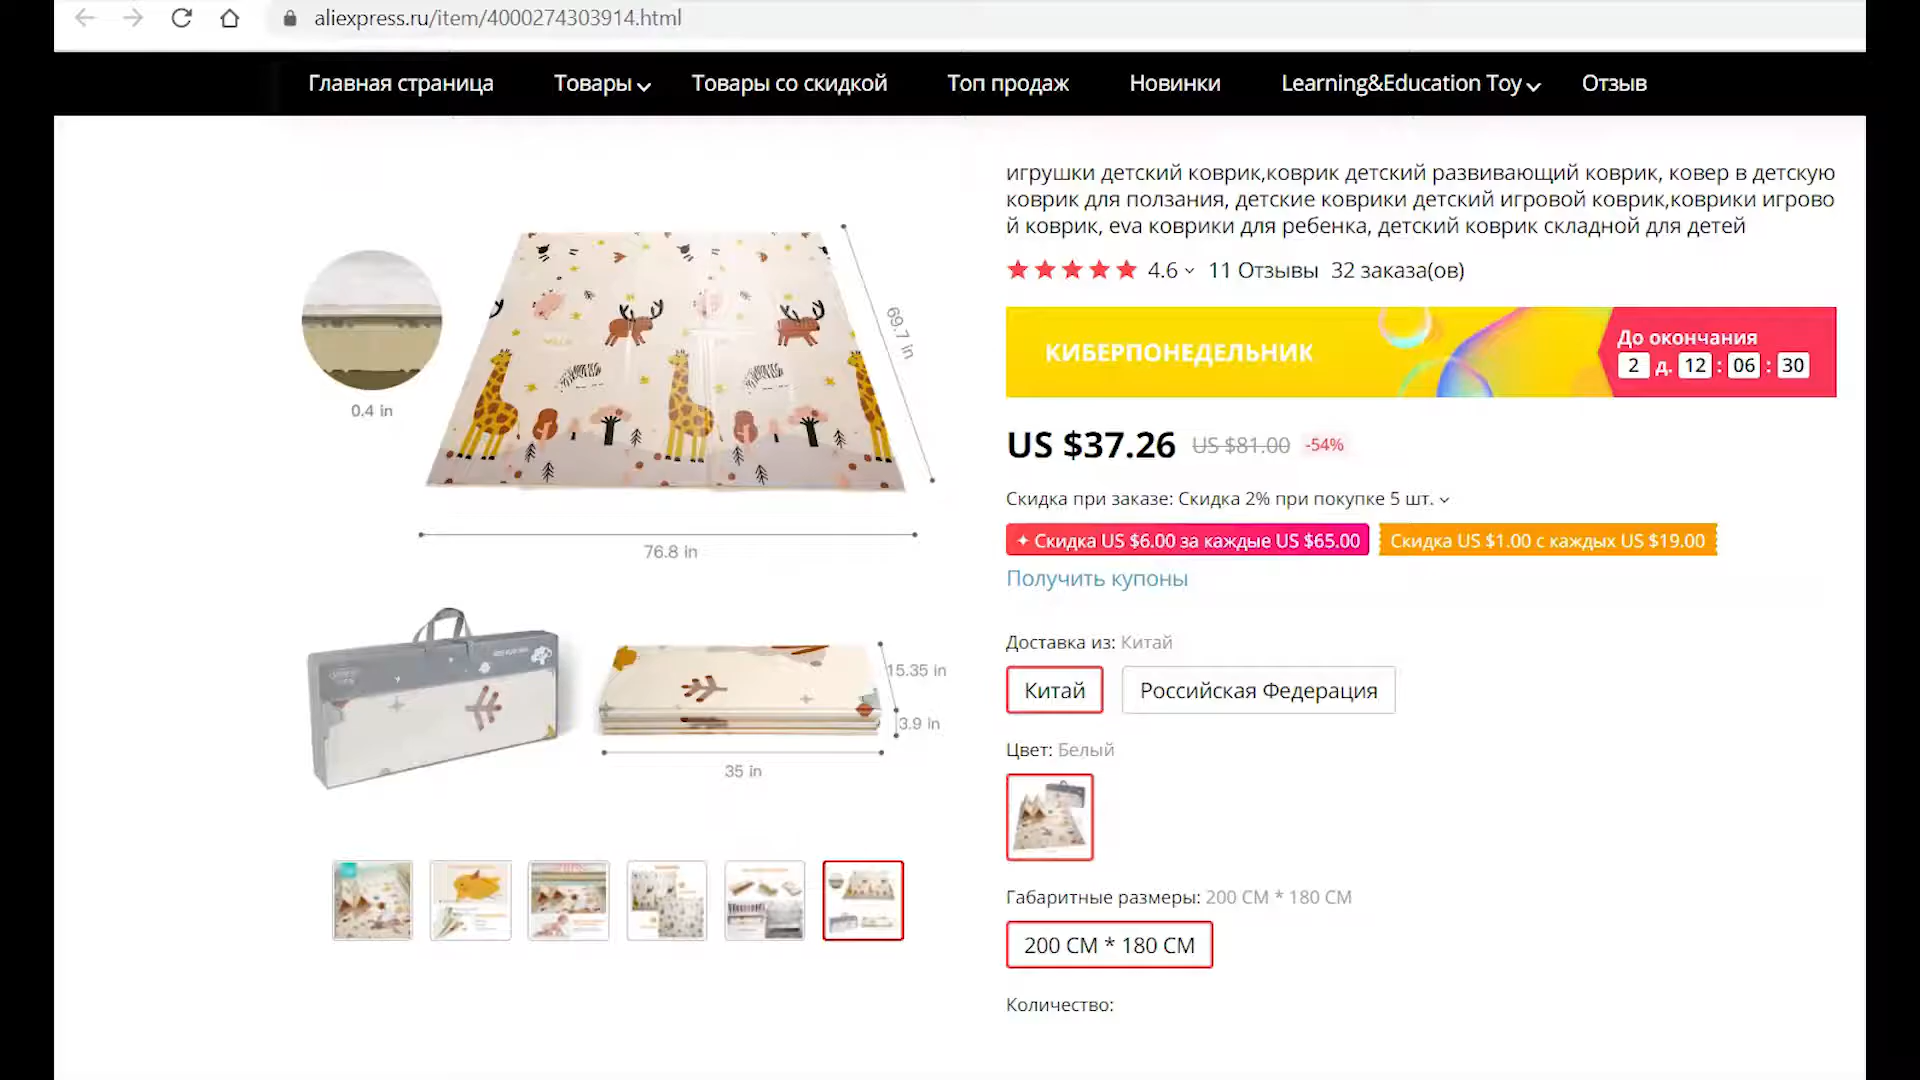 aliexpress.ru/item/4000274303914.html
Главная страница Товары Товары со скидкой Топ продаж Новинки Learning&Education Toy Отзыв
игрушки детский коврик,коврик детский развивающий коврик, ковер в детскую
коврик для ползания, детские коврики детский игровой коврик,коврики игрово
й коврик, eva коврики для ребенка, детский коврик складной для детей
4.6 11 Отзывы 32 заказа(ов)
КИБЕРПОНЕДЕЛЬНИК
До окончания
2 д. 12 : 06 : 30
US $37.26 US $81.00 -54%
Скидка при заказе: Скидка 2% при покупке 5 шт.
Скидка US $6.00 за каждые US $65.00 Скидка US $1.00 с каждых US $19.00
Получить купоны
Доставка из: Китай
Китай Российская Федерация
Цвет: Белый
Габаритные размеры: 200 CM * 180 CM
200 CM * 180 CM
Количество:
0.4 in
69.7 in
76.8 in
15.35 in
3.9 in
35 in